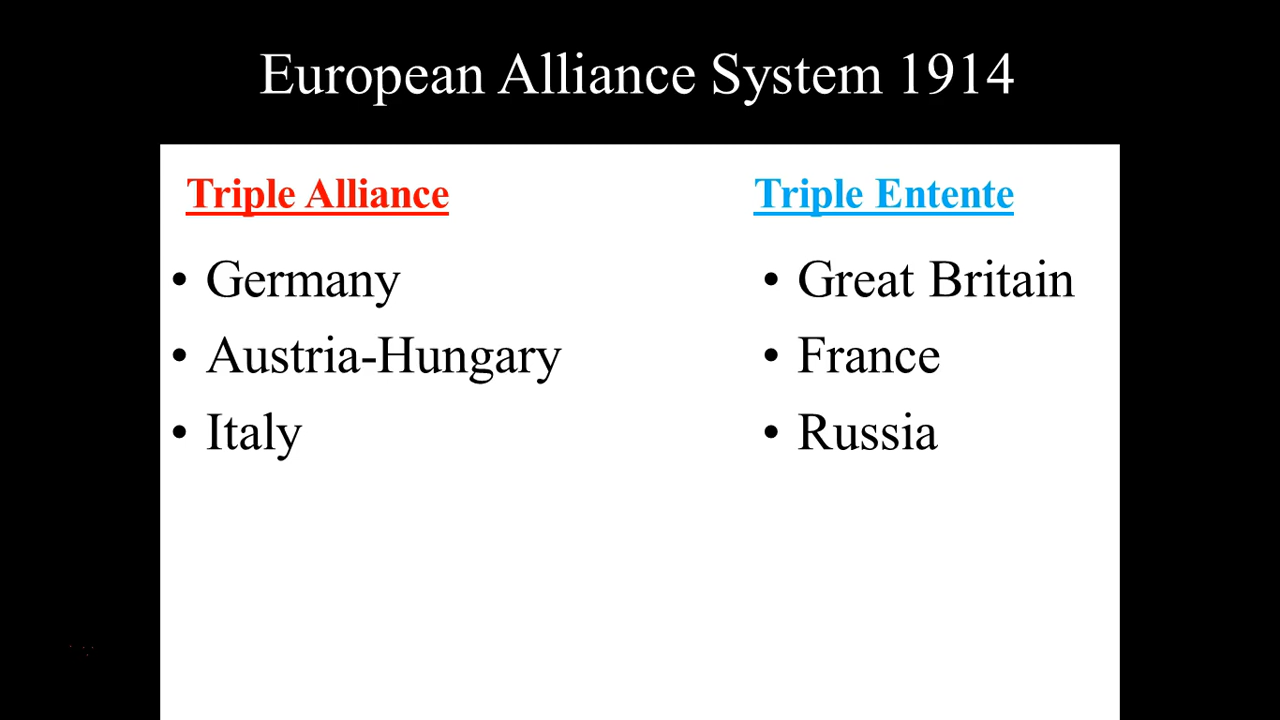 European Alliance System 1914
Triple Alliance
• Germany
• Austria-Hungary
• Italy
Triple Entente
• Great Britain
• France
• Russia